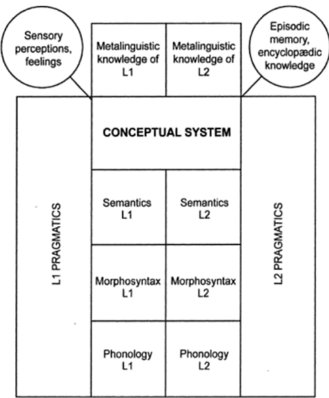 Sensory
perceptions,
feelings
Metalinguistic
knowledge of
L1
Metalinguistic
knowledge of
L2
Episodic
memory,
encyclopædic
knowledge
CONCEPTUAL SYSTEM
L1 PRAGMATICS
Semantics
L1
Semantics
L2
Morphosyntax
L1
Morphosyntax
L2
Phonology
L1
Phonology
L2
L2 PRAGMATICS